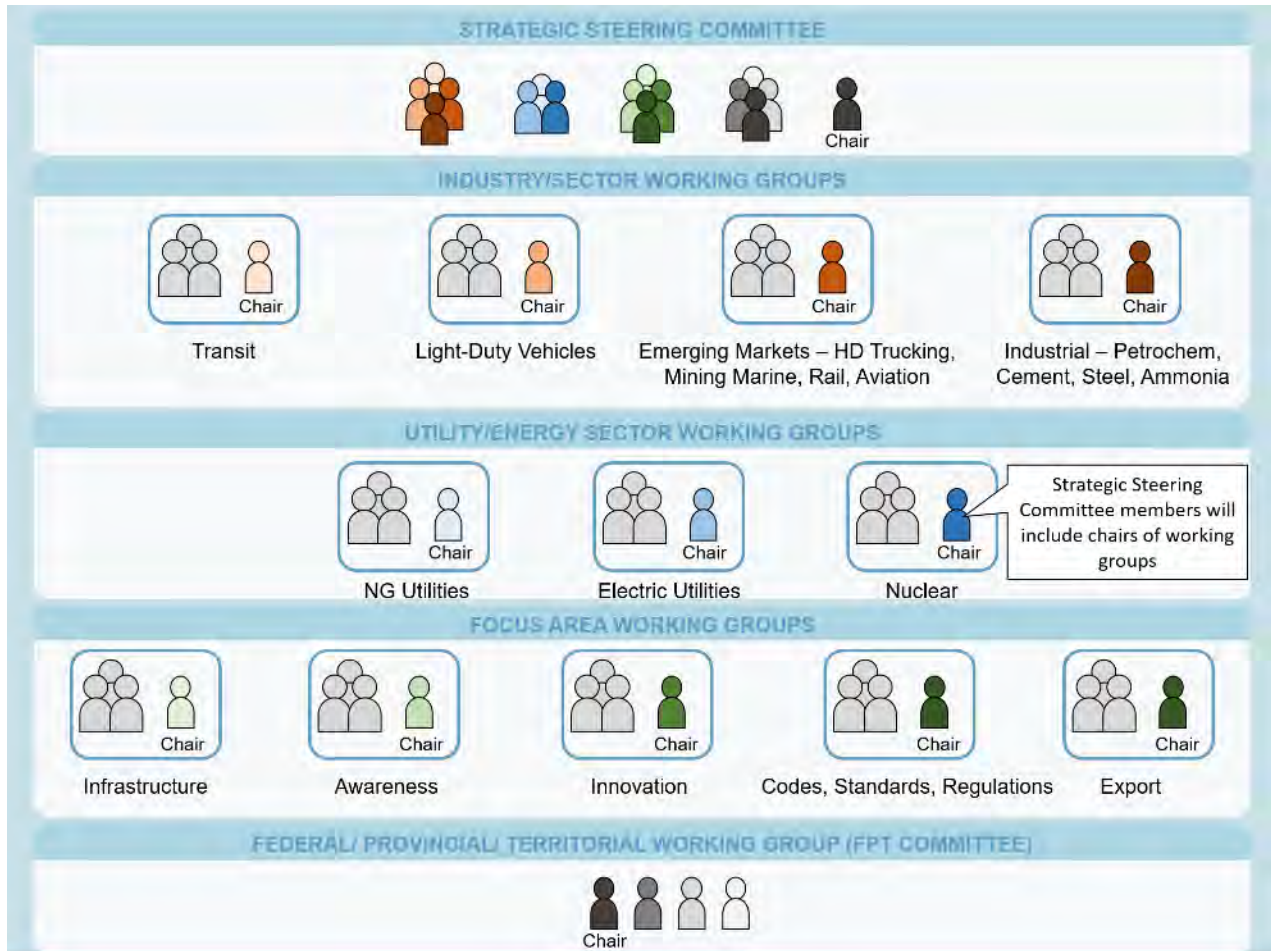 STRATEGIC STEERING COMMITTEE
Chair
INDUSTRY/SECTOR WORKING GROUPS
Chair
Chair
Chair
Chair
Transit
Light-Duty Vehicles
Emerging Markets – HD Trucking,
Mining Marine, Rail, Aviation
Industrial – Petrochem,
Cement, Steel, Ammonia
UTILITY/ENERGY SECTOR WORKING GROUPS
Chair
Chair
Chair
Strategic Steering
Committee members will
include chairs of working
groups
NG Utilities
Electric Utilities
Nuclear
FOCUS AREA WORKING GROUPS
Chair
Chair
Chair
Chair
Chair
Infrastructure
Awareness
Innovation
Codes, Standards, Regulations
Export
FEDERAL/ PROVINCIAL/ TERRITORIAL WORKING GROUP (FPT COMMITTEE)
Chair